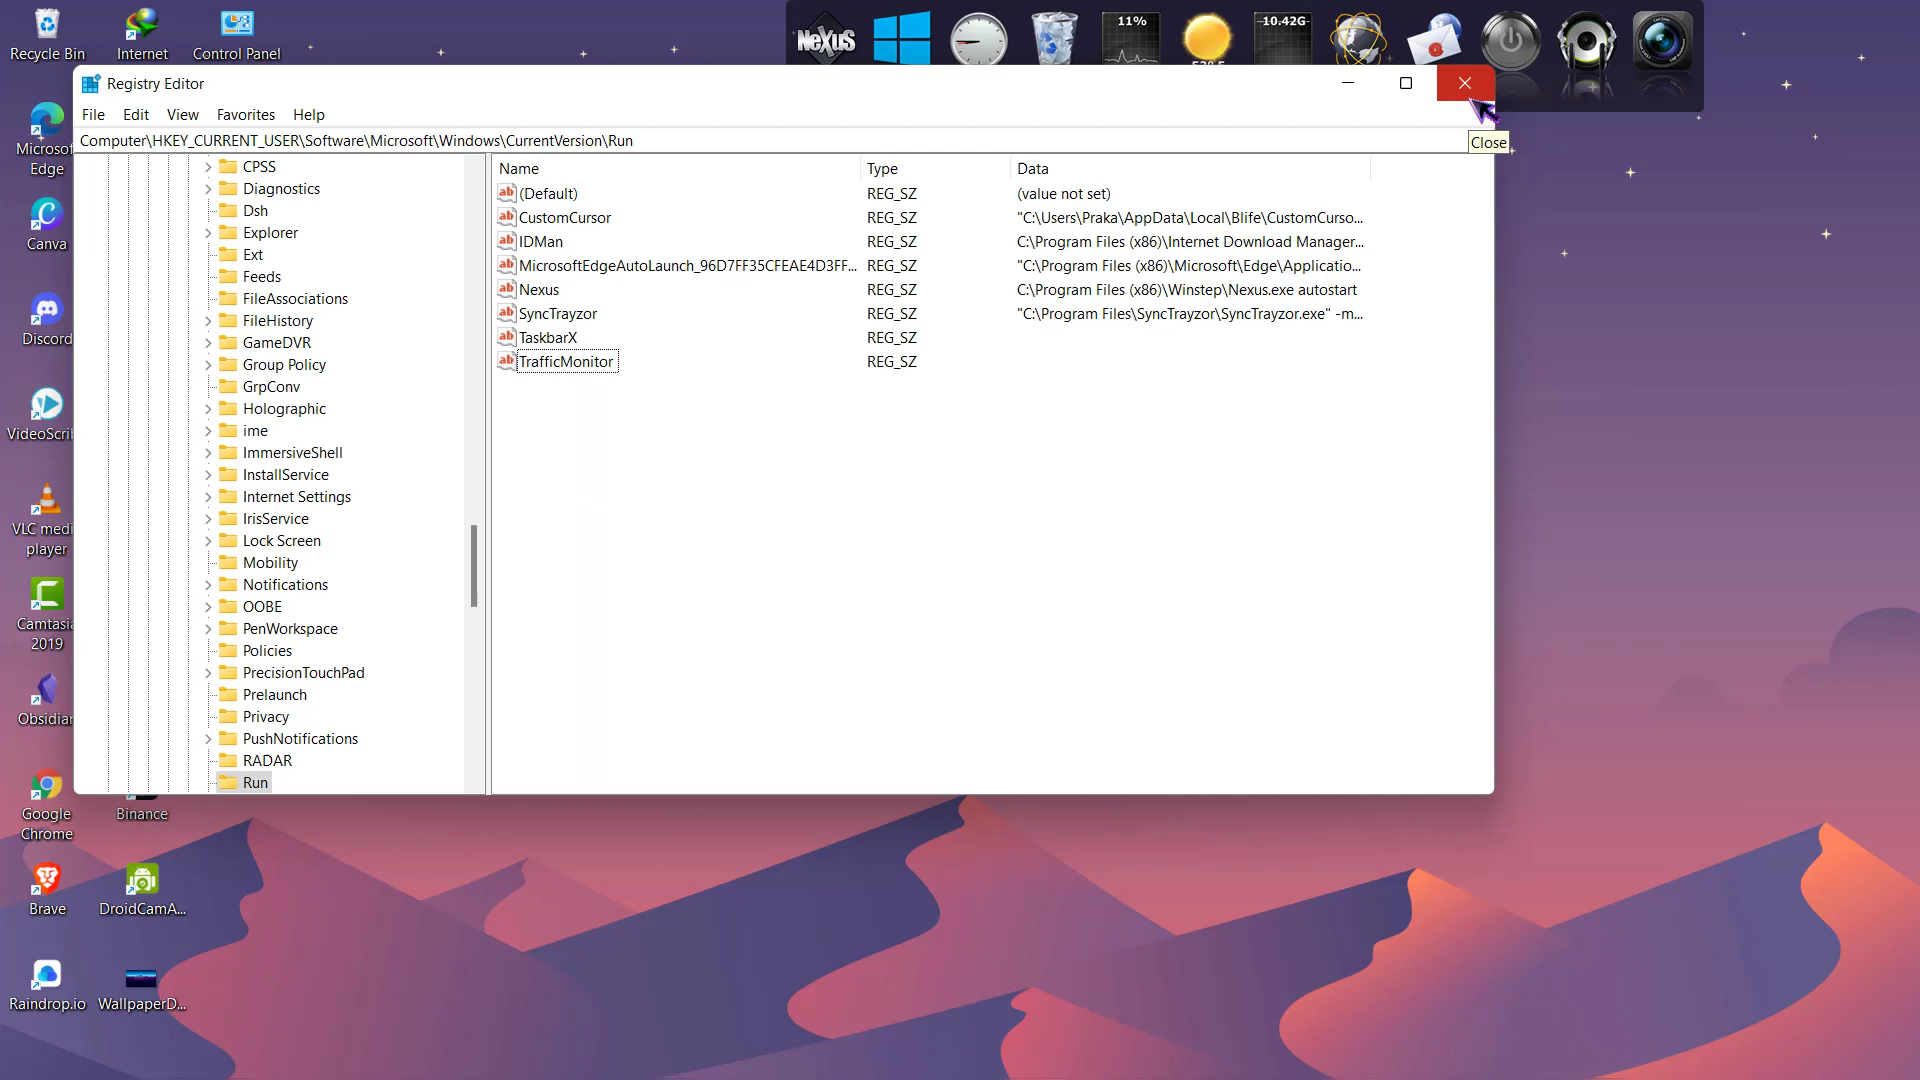 Recycle Bin
Internet
Control Panel
NeXuS
11%
10.42G
Registry Editor
File Edit View Favorites Help
Computer\HKEY_CURRENT_USER\Software\Microsoft\Windows\CurrentVersion\Run
Close
CPSS
Diagnostics
Dsh
Explorer
Ext
Feeds
FileAssociations
FileHistory
GameDVR
Group Policy
GrpConv
Holographic
ime
ImmersiveShell
InstallService
Internet Settings
IrisService
Lock Screen
Mobility
Notifications
OOBE
PenWorkspace
Policies
PrecisionTouchPad
Prelaunch
Privacy
PushNotifications
RADAR
Run
Name Type Data
(Default) REG_SZ (value not set)
CustomCursor REG_SZ "C:\Users\Praka\AppData\Local\Blife\CustomCurso...
IDMan REG_SZ C:\Program Files (x86)\Internet Download Manager...
MicrosoftEdgeAutoLaunch_96D7FF35CFEAE4D3FF... REG_SZ "C:\Program Files (x86)\Microsoft\Edge\Applicatio...
Nexus REG_SZ C:\Program Files (x86)\Winstep\Nexus.exe autostart
SyncTrayzor REG_SZ "C:\Program Files\SyncTrayzor\SyncTrayzor.exe" -m...
TaskbarX REG_SZ
TrafficMonitor REG_SZ
Microsof
Edge
Canva
Discord
VideoScrib
VLC medi
player
Camtasia
2019
Obsidian
Google
Chrome
Binance
Brave
DroidCamA...
Raindrop.io
WallpaperD...